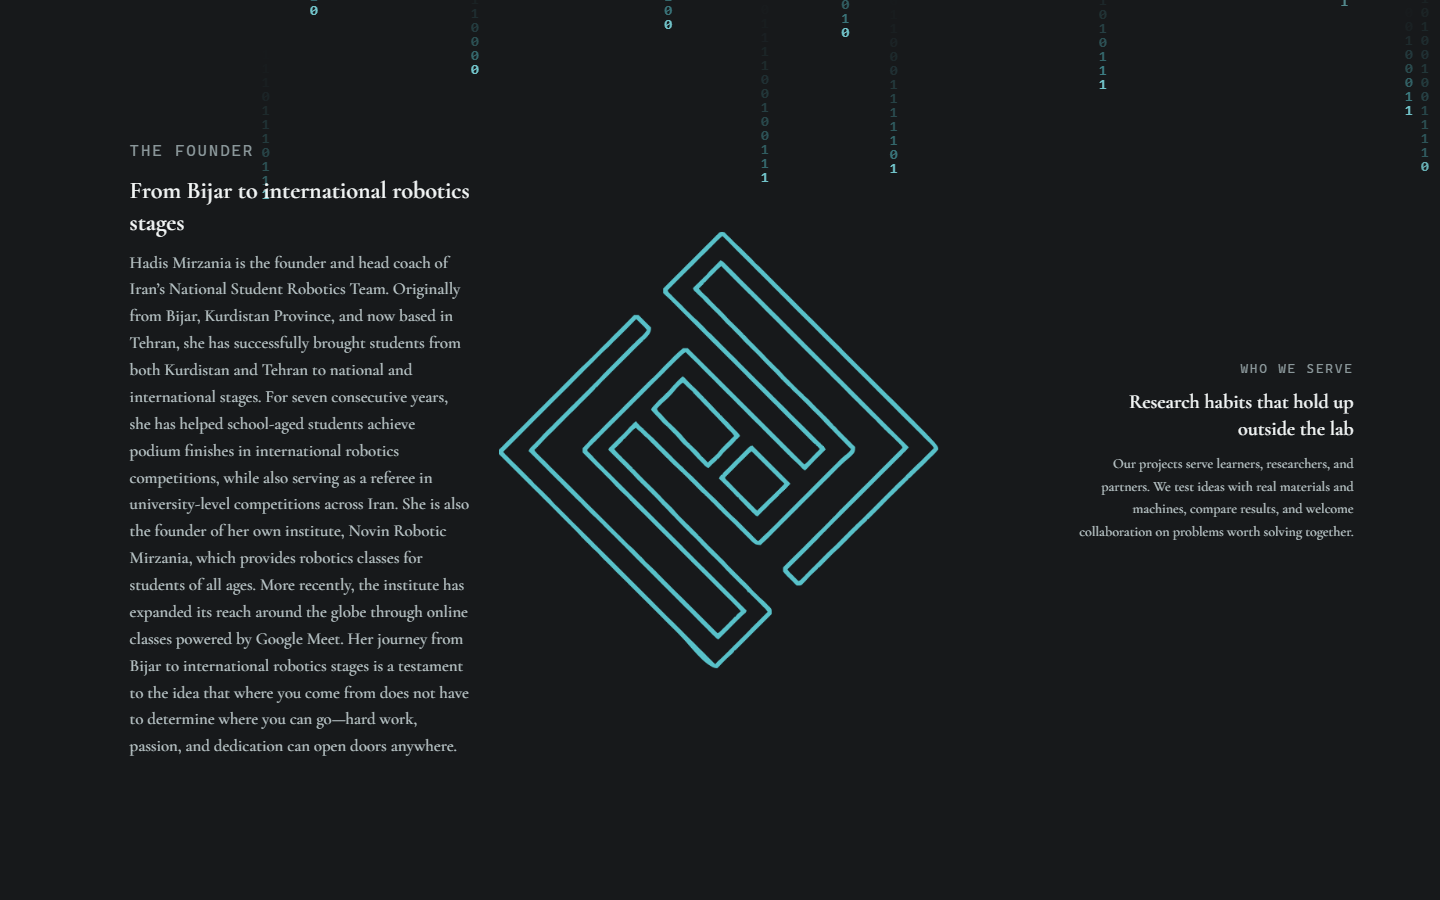 THE FOUNDER
From Bijar to international robotics
stages
Hadis Mirzania is the founder and head coach of
Iran’s National Student Robotics Team. Originally
from Bijar, Kurdistan Province, and now based in
Tehran, she has successfully brought students from
both Kurdistan and Tehran to national and
international stages. For seven consecutive years,
she has helped school-aged students achieve
podium finishes in international robotics
competitions, while also serving as a referee in
university-level competitions across Iran. She is also
the founder of her own institute, Novin Robotic
Mirzania, which provides robotics classes for
students of all ages. More recently, the institute has
expanded its reach around the globe through online
classes powered by Google Meet. Her journey from
Bijar to international robotics stages is a testament
to the idea that where you come from does not have
to determine where you can go—hard work,
passion, and dedication can open doors anywhere.
WHO WE SERVE
Research habits that hold up
outside the lab
Our projects serve learners, researchers, and
partners. We test ideas with real materials and
machines, compare results, and welcome
collaboration on problems worth solving together.